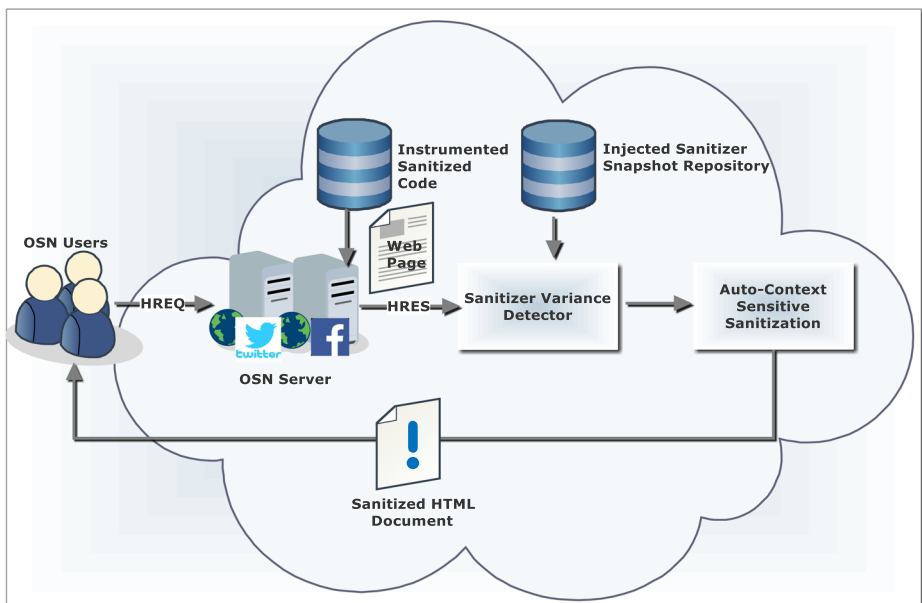 Instrumented
Sanitized
Code
Injected Sanitizer
Snapshot Repository
OSN Users
Web
Page
HREQ
HRES
Sanitizer Variance
Detector
Auto-Context
Sensitive
Sanitization
twitter
f
OSN Server
!
Sanitized HTML
Document